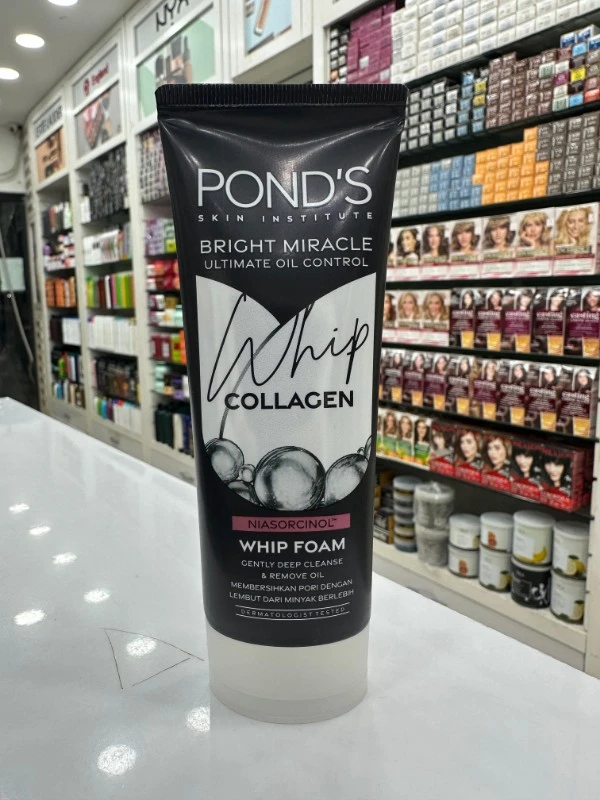 NYX
POND'S
SKIN INSTITUTE
BRIGHT MIRACLE
ULTIMATE OIL CONTROL
Whip
COLLAGEN
NIASORCINOL™
WHIP FOAM
GENTLY DEEP CLEANSE
& REMOVE OIL
MEMBERSIHKAN PORI DENGAN
LEMBUT DARI MINYAK BERLEBIH
DERMATOLOGIST TESTED